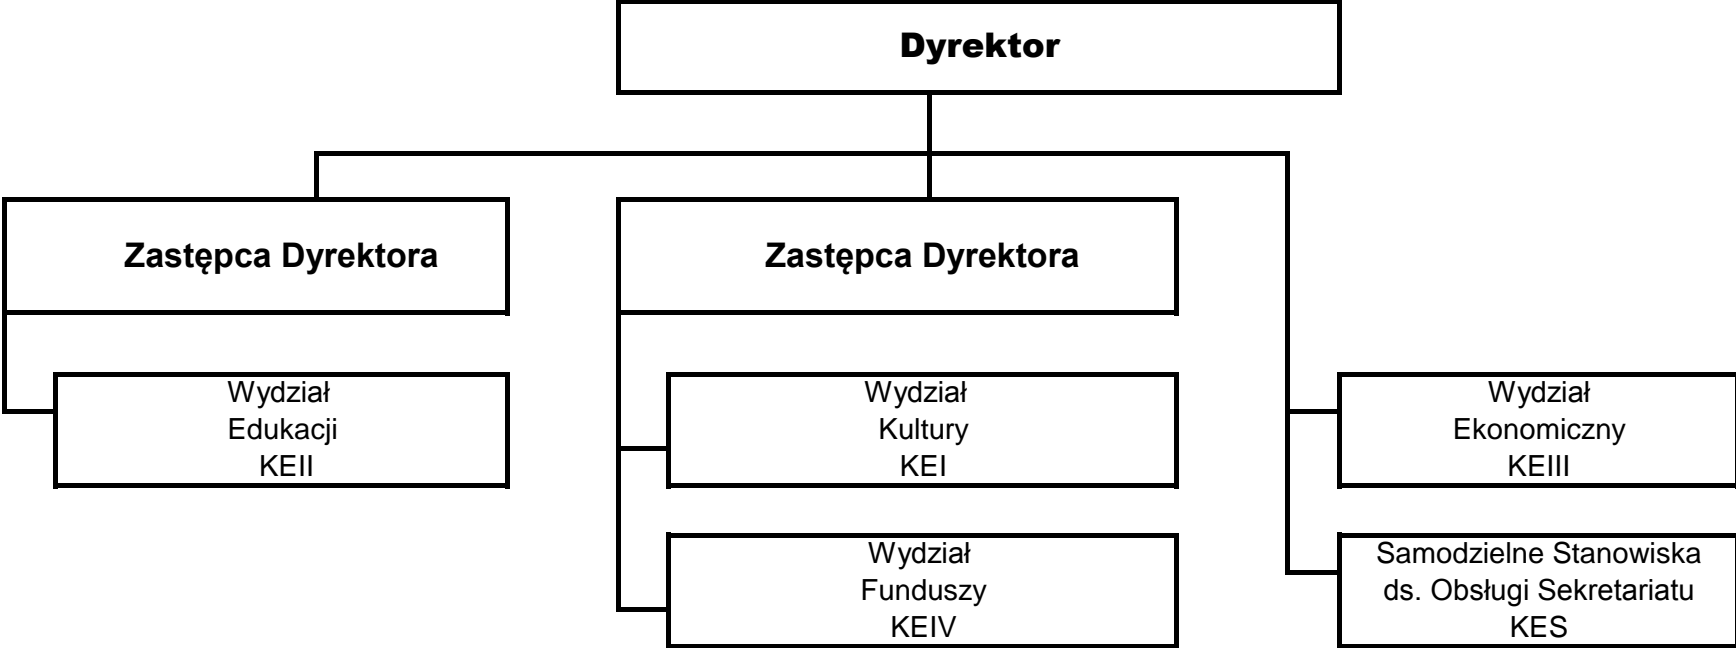 Dyrektor
Zastępca Dyrektora
Zastępca Dyrektora
Wydział
Edukacji
KEII
Wydział
Kultury
KEI
Wydział
Ekonomiczny
KEIII
Wydział
Funduszy
KEIV
Samodzielne Stanowiska
ds. Obsługi Sekretariatu
KES